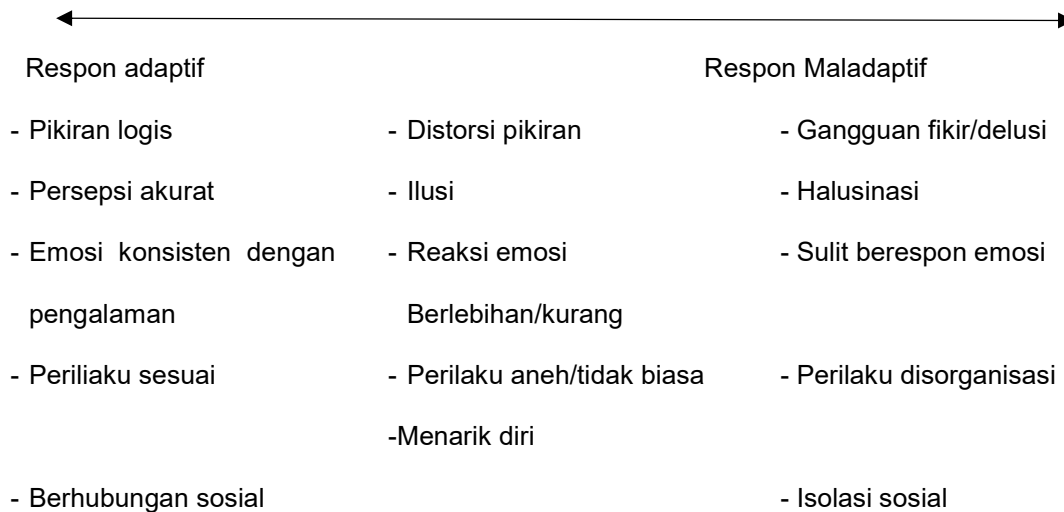 Respon adaptif Respon Maladaptif
- Pikiran logis - Distorsi pikiran - Gangguan fikir/delusi
- Persepsi akurat - Ilusi - Halusinasi
- Emosi konsisten dengan - Reaksi emosi - Sulit berespon emosi
pengalaman Berlebihan/kurang
- Periliaku sesuai - Perilaku aneh/tidak biasa - Perilaku disorganisasi
-Menarik diri
- Berhubungan sosial - Isolasi sosial